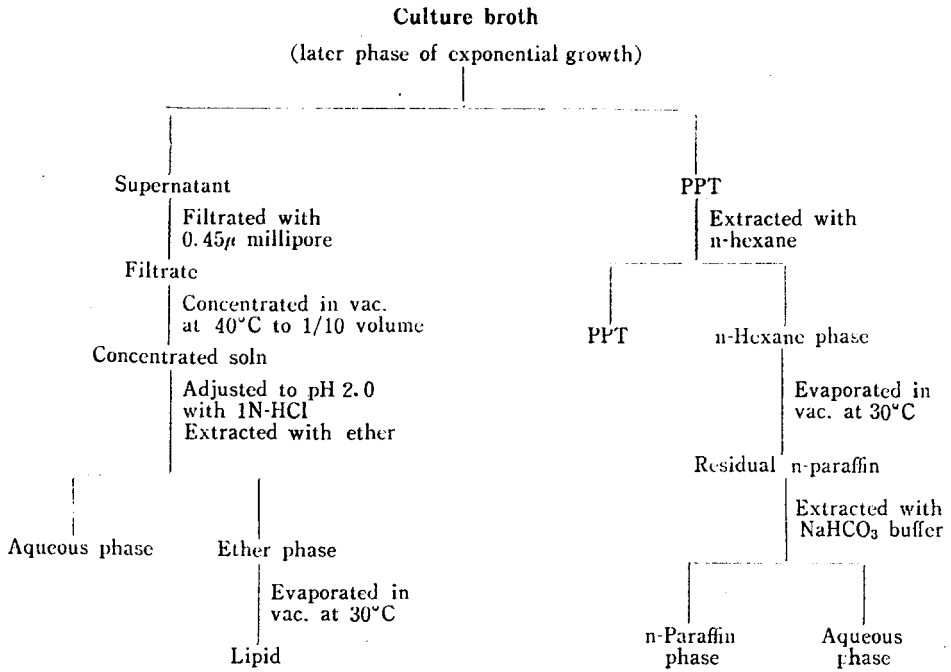 Culture broth
(later phase of exponential growth)
Supernatant
Filtrated with
0.45μ millipore
Filtrate
Concentrated in vac.
at 40°C to 1/10 volume
Concentrated soln
Adjusted to pH 2.0
with 1N-HCl
Extracted with ether
Aqueous phase
Ether phase
Evaporated in
vac. at 30°C
Lipid
PPT
Extracted with
n-hexane
PPT
n-Hexane phase
Evaporated in
vac. at 30°C
Residual n-paraffin
Extracted with
NaHCO₃ buffer
n-Paraffin
phase
Aqueous
phase